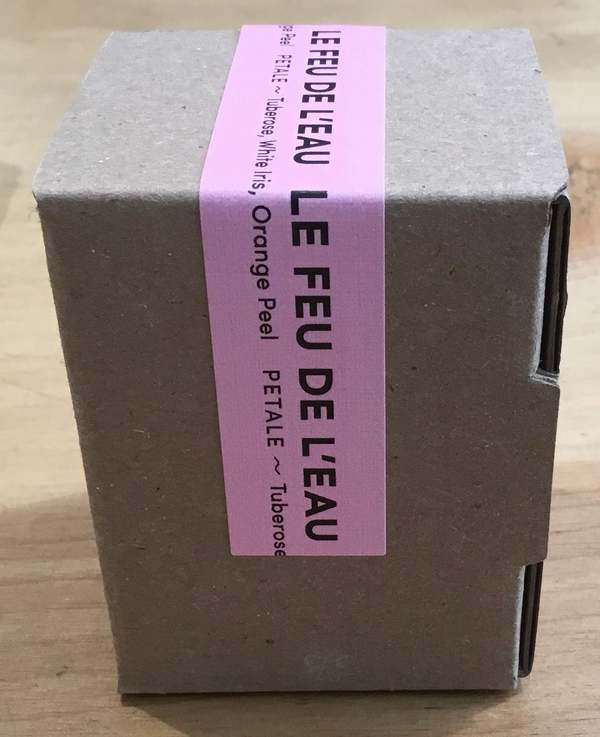 LE FEU DE L'EAU LE FEU DE L'EAU
ge Peel PETALE ~ Tuberose, White Iris, Orange Peel PETALE ~ Tuberose